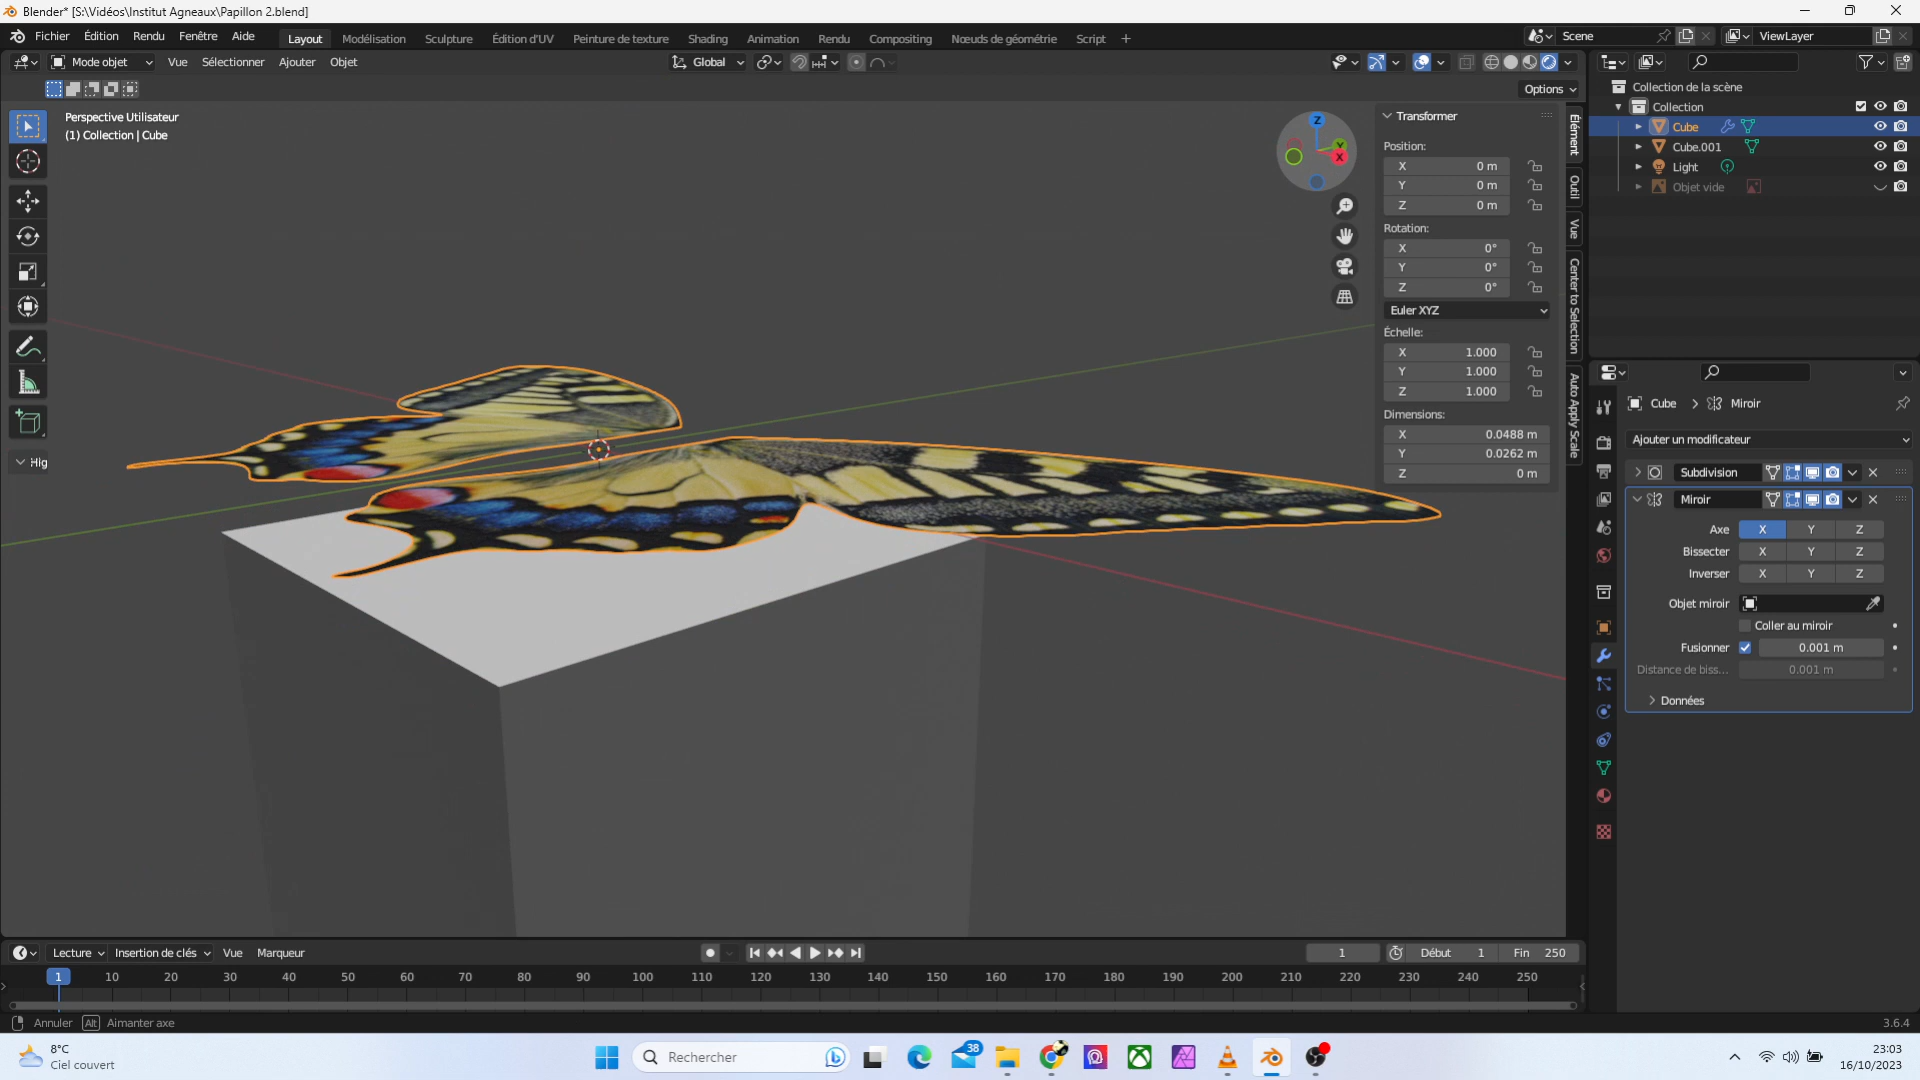 Blender* [S:\Vidéos\Institut Agneaux\Papillon 2.blend]
Fichier Édition Rendu Fenêtre Aide Layout Modélisation Sculpture Édition d'UV Peinture de texture Shading Animation Rendu Compositing Nœuds de géométrie Script + Scene ViewLayer
Mode objet Vue Sélectionner Ajouter Objet Global
Options
Perspective Utilisateur
(1) Collection | Cube
Hig
Z
Y
X
Transformer
Position:
X 0 m
Y 0 m
Z 0 m
Rotation:
X 0°
Y 0°
Z 0°
Euler XYZ
Échelle:
X 1.000
Y 1.000
Z 1.000
Dimensions:
X 0.0488 m
Y 0.0262 m
Z 0 m
Élément
Outil
Vue
Center to Selection
Auto Apply Scale
Collection de la scène
Collection
Cube
Cube.001
Light
Objet vide
Cube > Miroir
Ajouter un modificateur
Subdivision
Miroir
Axe X Y Z
Bissecter X Y Z
Inverser X Y Z
Objet miroir
Coller au miroir
Fusionner 0.001 m
Distance de biss... 0.001 m
Données
Lecture Insertion de clés Vue Marqueur 1 Début 1 Fin 250
1 10 20 30 40 50 60 70 80 90 100 110 120 130 140 150 160 170 180 190 200 210 220 230 240 250
Annuler Alt Aimanter axe 3.6.4
8°C
Ciel couvert
Rechercher
38
23:03
16/10/2023